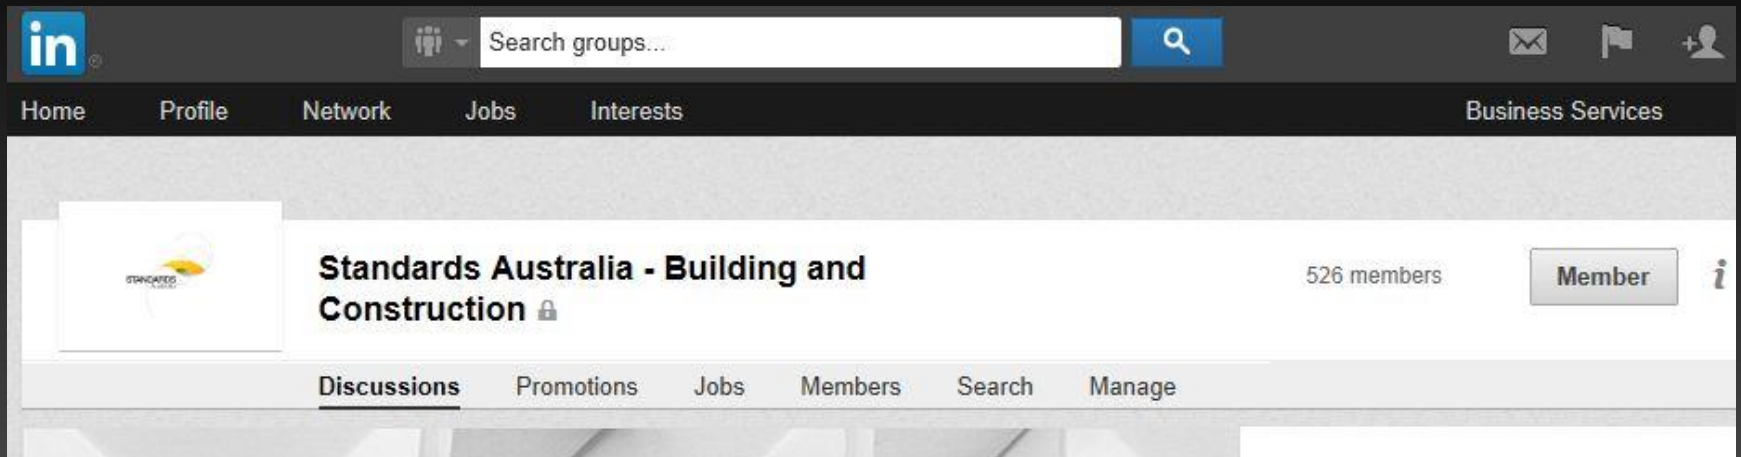 in
Search groups...
Home Profile Network Jobs Interests Business Services
STANDARDS
Standards Australia - Building and
Construction
526 members Member i
Discussions Promotions Jobs Members Search Manage